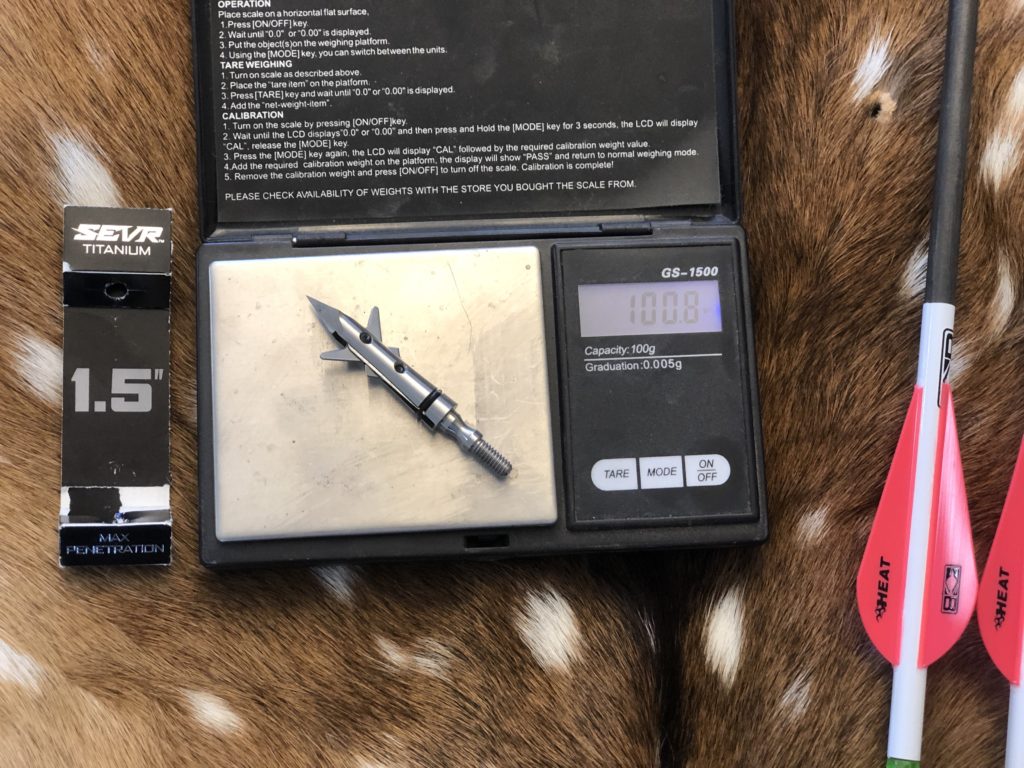 OPERATION
Place scale on a horizontal flat surface,
1. Press [ON/OFF] key.
2. Wait until "0.0" or "0.00" is displayed.
3. Put the object(s)on the weighing platform.
4. Using the [MODE] key, you can switch between the units.
TARE WEIGHING
1. Turn on scale as described above.
2. Place the "tare item" on the platform.
3. Press [TARE] key and wait until "0.0" or "0.00" is displayed.
4. Add the "net-weight-item".
CALIBRATION
1. Turn on the scale by pressing [ON/OFF]key.
2. Wait until the LCD displays"0.0" or "0.00" and then press and Hold the [MODE] key for 3 seconds, the LCD will display
"CAL", release the [MODE] key.
3. Press the [MODE] key again, the LCD will display "CAL" followed by the required calibration weight value.
4.Add the required calibration weight on the platform, the display will show "PASS" and return to normal weighing mode.
5. Remove the calibration weight and press [ON/OFF] to turn off the scale. Calibration is complete!
PLEASE CHECK AVAILABILITY OF WEIGHTS WITH THE STORE YOU BOUGHT THE SCALE FROM.
SEVR™
TITANIUM
1.5"
MAX
PENETRATION
GS-1500
100.8
Capacity: 100g
Graduation:0.005g
TARE
MODE
ON
OFF
HEAT
HEAT